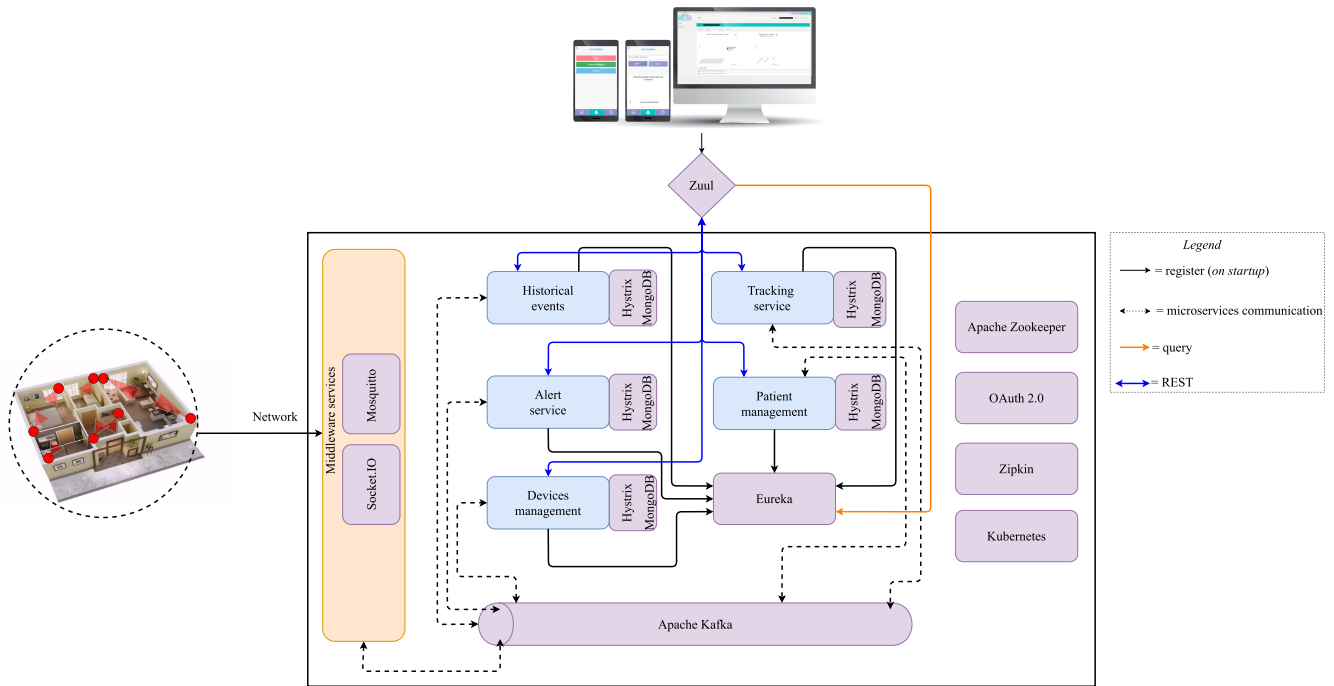 Zuul
Legend
= register (on startup)
= microservices communication
= query
= REST
Network
Middleware services
Mosquitto
Socket.IO
Historical
events
Hystrix
MongoDB
Tracking
service
Hystrix
MongoDB
Alert
service
Hystrix
MongoDB
Patient
management
Hystrix
MongoDB
Devices
management
Hystrix
MongoDB
Eureka
Apache Zookeeper
OAuth 2.0
Zipkin
Kubernetes
Apache Kafka